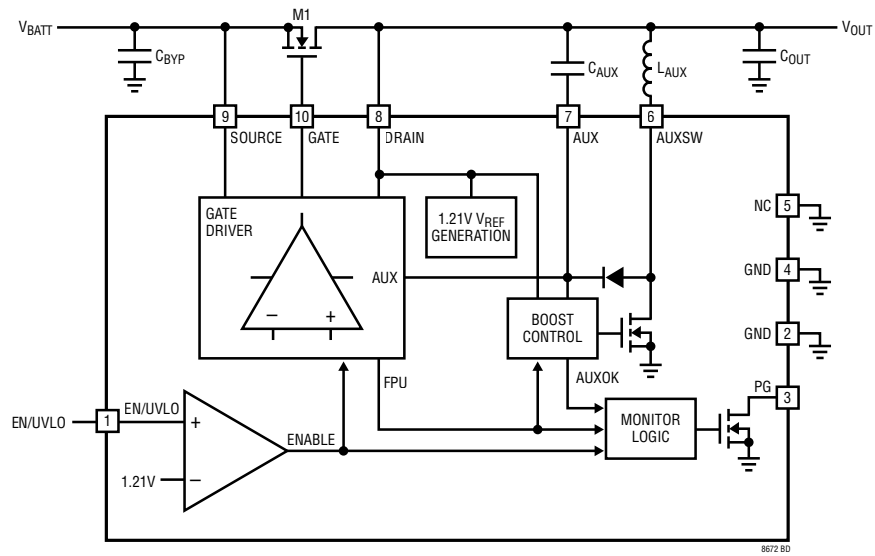 M1
VBATT
VOUT
CBYP
CAUX
LAUX
COUT
9
10
8
7
6
SOURCE
GATE
DRAIN
AUX
AUXSW
GATE
DRIVER
1.21V VREF
GENERATION
NC
5
GND
4
AUX
– +
BOOST
CONTROL
GND
2
AUXOK
FPU
PG
3
EN/UVLO
1
EN/UVLO
+
ENABLE
MONITOR
LOGIC
1.21V
–
8672 BD